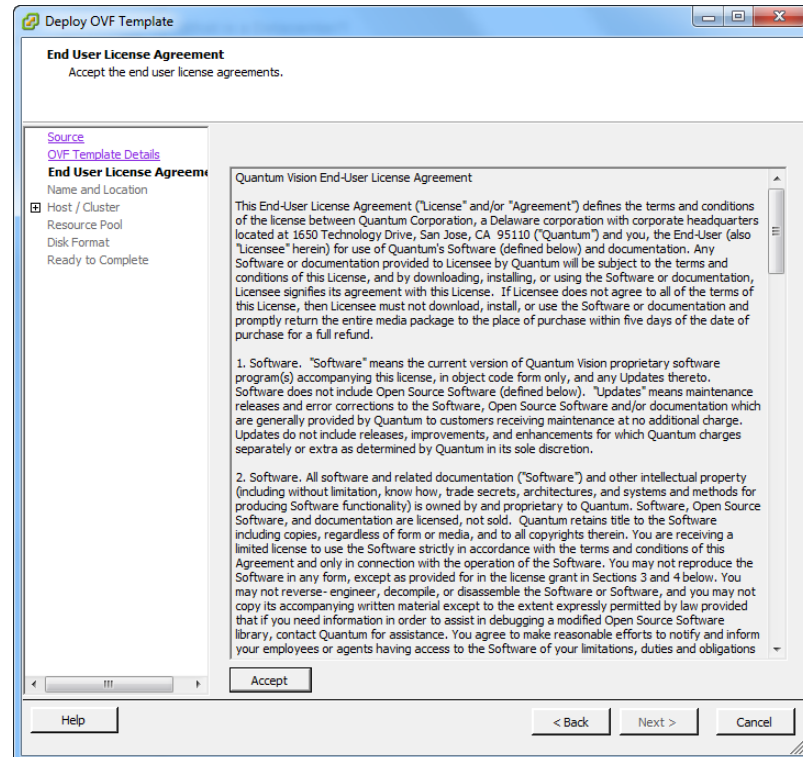 Deploy OVF Template
End User License Agreement
Accept the end user license agreements.
Source
OVF Template Details
End User License Agreeme
Name and Location
Host / Cluster
Resource Pool
Disk Format
Ready to Complete
Quantum Vision End-User License Agreement
This End-User License Agreement ("License" and/or "Agreement") defines the terms and conditions
of the license between Quantum Corporation, a Delaware corporation with corporate headquarters
located at 1650 Technology Drive, San Jose, CA  95110 ("Quantum") and you, the End-User (also
"Licensee" herein) for use of Quantum's Software (defined below) and documentation. Any
Software or documentation provided to Licensee by Quantum will be subject to the terms and
conditions of this License, and by downloading, installing, or using the Software or documentation,
Licensee signifies its agreement with this License.  If Licensee does not agree to all of the terms of
this License, then Licensee must not download, install, or use the Software or documentation and
promptly return the entire media package to the place of purchase within five days of the date of
purchase for a full refund.
1. Software.  "Software" means the current version of Quantum Vision proprietary software
program(s) accompanying this license, in object code form only, and any Updates thereto.
Software does not include Open Source Software (defined below).  "Updates" means maintenance
releases and error corrections to the Software, Open Source Software and/or documentation which
are generally provided by Quantum to customers receiving maintenance at no additional charge.
Updates do not include releases, improvements, and enhancements for which Quantum charges
separately or extra as determined by Quantum in its sole discretion.
2. Software. All software and related documentation ("Software") and other intellectual property
(including without limitation, know how, trade secrets, architectures, and systems and methods for
producing Software functionality) is owned by and proprietary to Quantum. Software, Open Source
Software, and documentation are licensed, not sold.  Quantum retains title to the Software
including copies, regardless of form or media, and to all copyrights therein. You are receiving a
limited license to use the Software strictly in accordance with the terms and conditions of this
Agreement and only in connection with the operation of the Software. You may not reproduce the
Software in any form, except as provided for in the license grant in Sections 3 and 4 below. You
may not reverse- engineer, decompile, or disassemble the Software or Software, and you may not
copy its accompanying written material except to the extent expressly permitted by law provided
that if you need information in order to assist in debugging a modified Open Source Software
library, contact Quantum for assistance. You agree to make reasonable efforts to notify and inform
your employees or agents having access to the Software of your limitations, duties and obligations
Accept
Help
< Back
Next >
Cancel